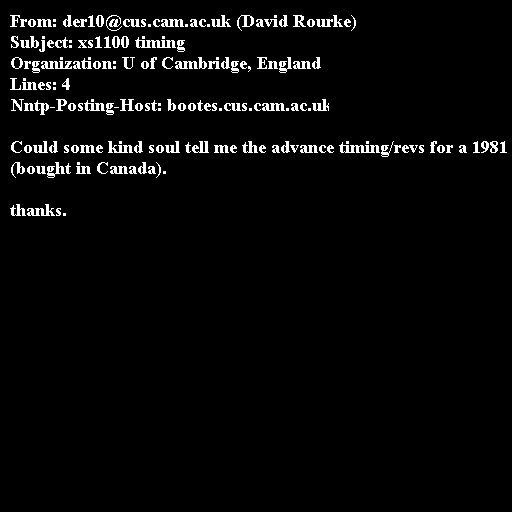 From: der10@cus.cam.ac.uk (David Rourke)
Subject: xs1100 timing
Organization: U of Cambridge, England
Lines: 4
Nntp-Posting-Host: bootes.cus.cam.ac.uk

Could some kind soul tell me the advance timing/revs for a 1981
(bought in Canada).

thanks.